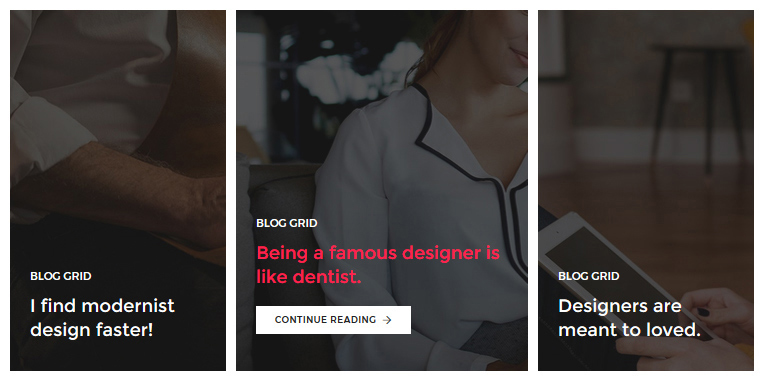 BLOG GRID
I find modernist
design faster!
BLOG GRID
Being a famous designer is
like dentist.
CONTINUE READING →
BLOG GRID
Designers are
meant to loved.